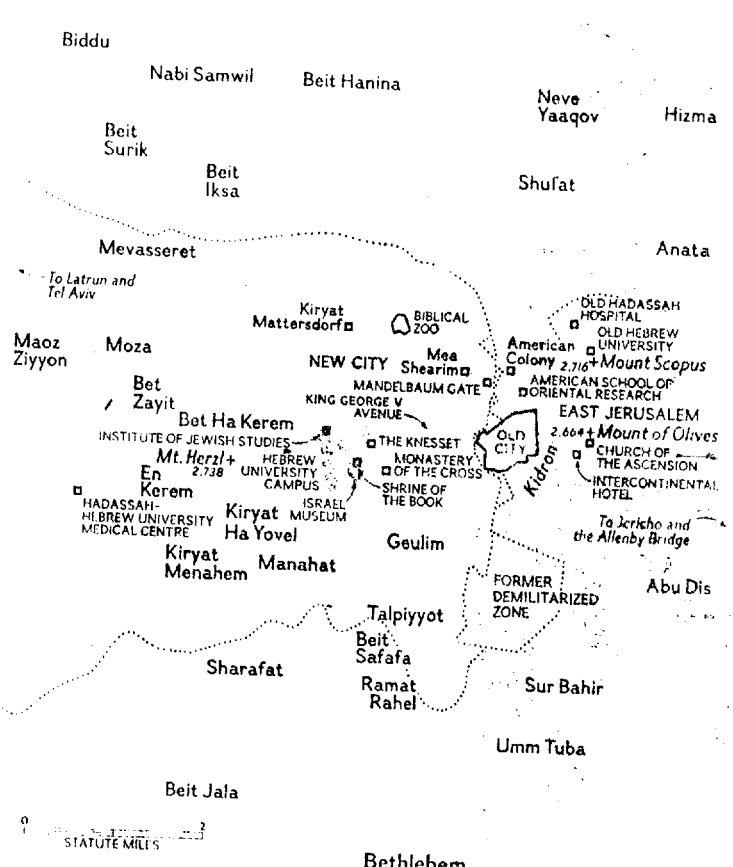 Biddu
Nabi Samwil
Beit Hanina
Neve
Yaaqov
Hizma
Beit
Surik
Beit
Iksa
Shufat
Mevasseret
Anata
To Latrun and
Tel Aviv
OLD HADASSAH
HOSPITAL
Kiryat
Mattersdorf
BIBLICAL
ZOO
OLD HEBREW
UNIVERSITY
Maoz
Ziyyon
Moza
NEW CITY
Mea
Shearim
American
Colony
2.716+Mount Scopus
MANDELBAUM GATE
AMERICAN SCHOOL OF
ORIENTAL RESEARCH
Bet
Zayit
KING GEORGE V
AVENUE
EAST JERUSALEM
Bet Ha Kerem
OLD
CITY
2.664+Mount of Olives
INSTITUTE OF JEWISH STUDIES
THE KNESSET
Mt. Herzl+
2.738
HEBREW
UNIVERSITY
CAMPUS
MONASTERY
OF THE CROSS
CHURCH OF
THE ASCENSION
En
Kerem
SHRINE OF
THE BOOK
Kidron
INTERCONTINENTAL
HOTEL
HADASSAH-
HEBREW UNIVERSITY
MEDICAL CENTRE
Kiryat
Ha Yovel
ISRAEL
MUSEUM
To Jericho and
the Allenby Bridge
Kiryat
Menahem
Manahat
Geulim
FORMER
DEMILITARIZED
ZONE
Abu Dis
Talpiyyot
Beit
Safafa
Sharafat
Ramat
Rahel
Sur Bahir
Umm Tuba
Beit Jala
0 2
STATUTE MILES
Bethlehem